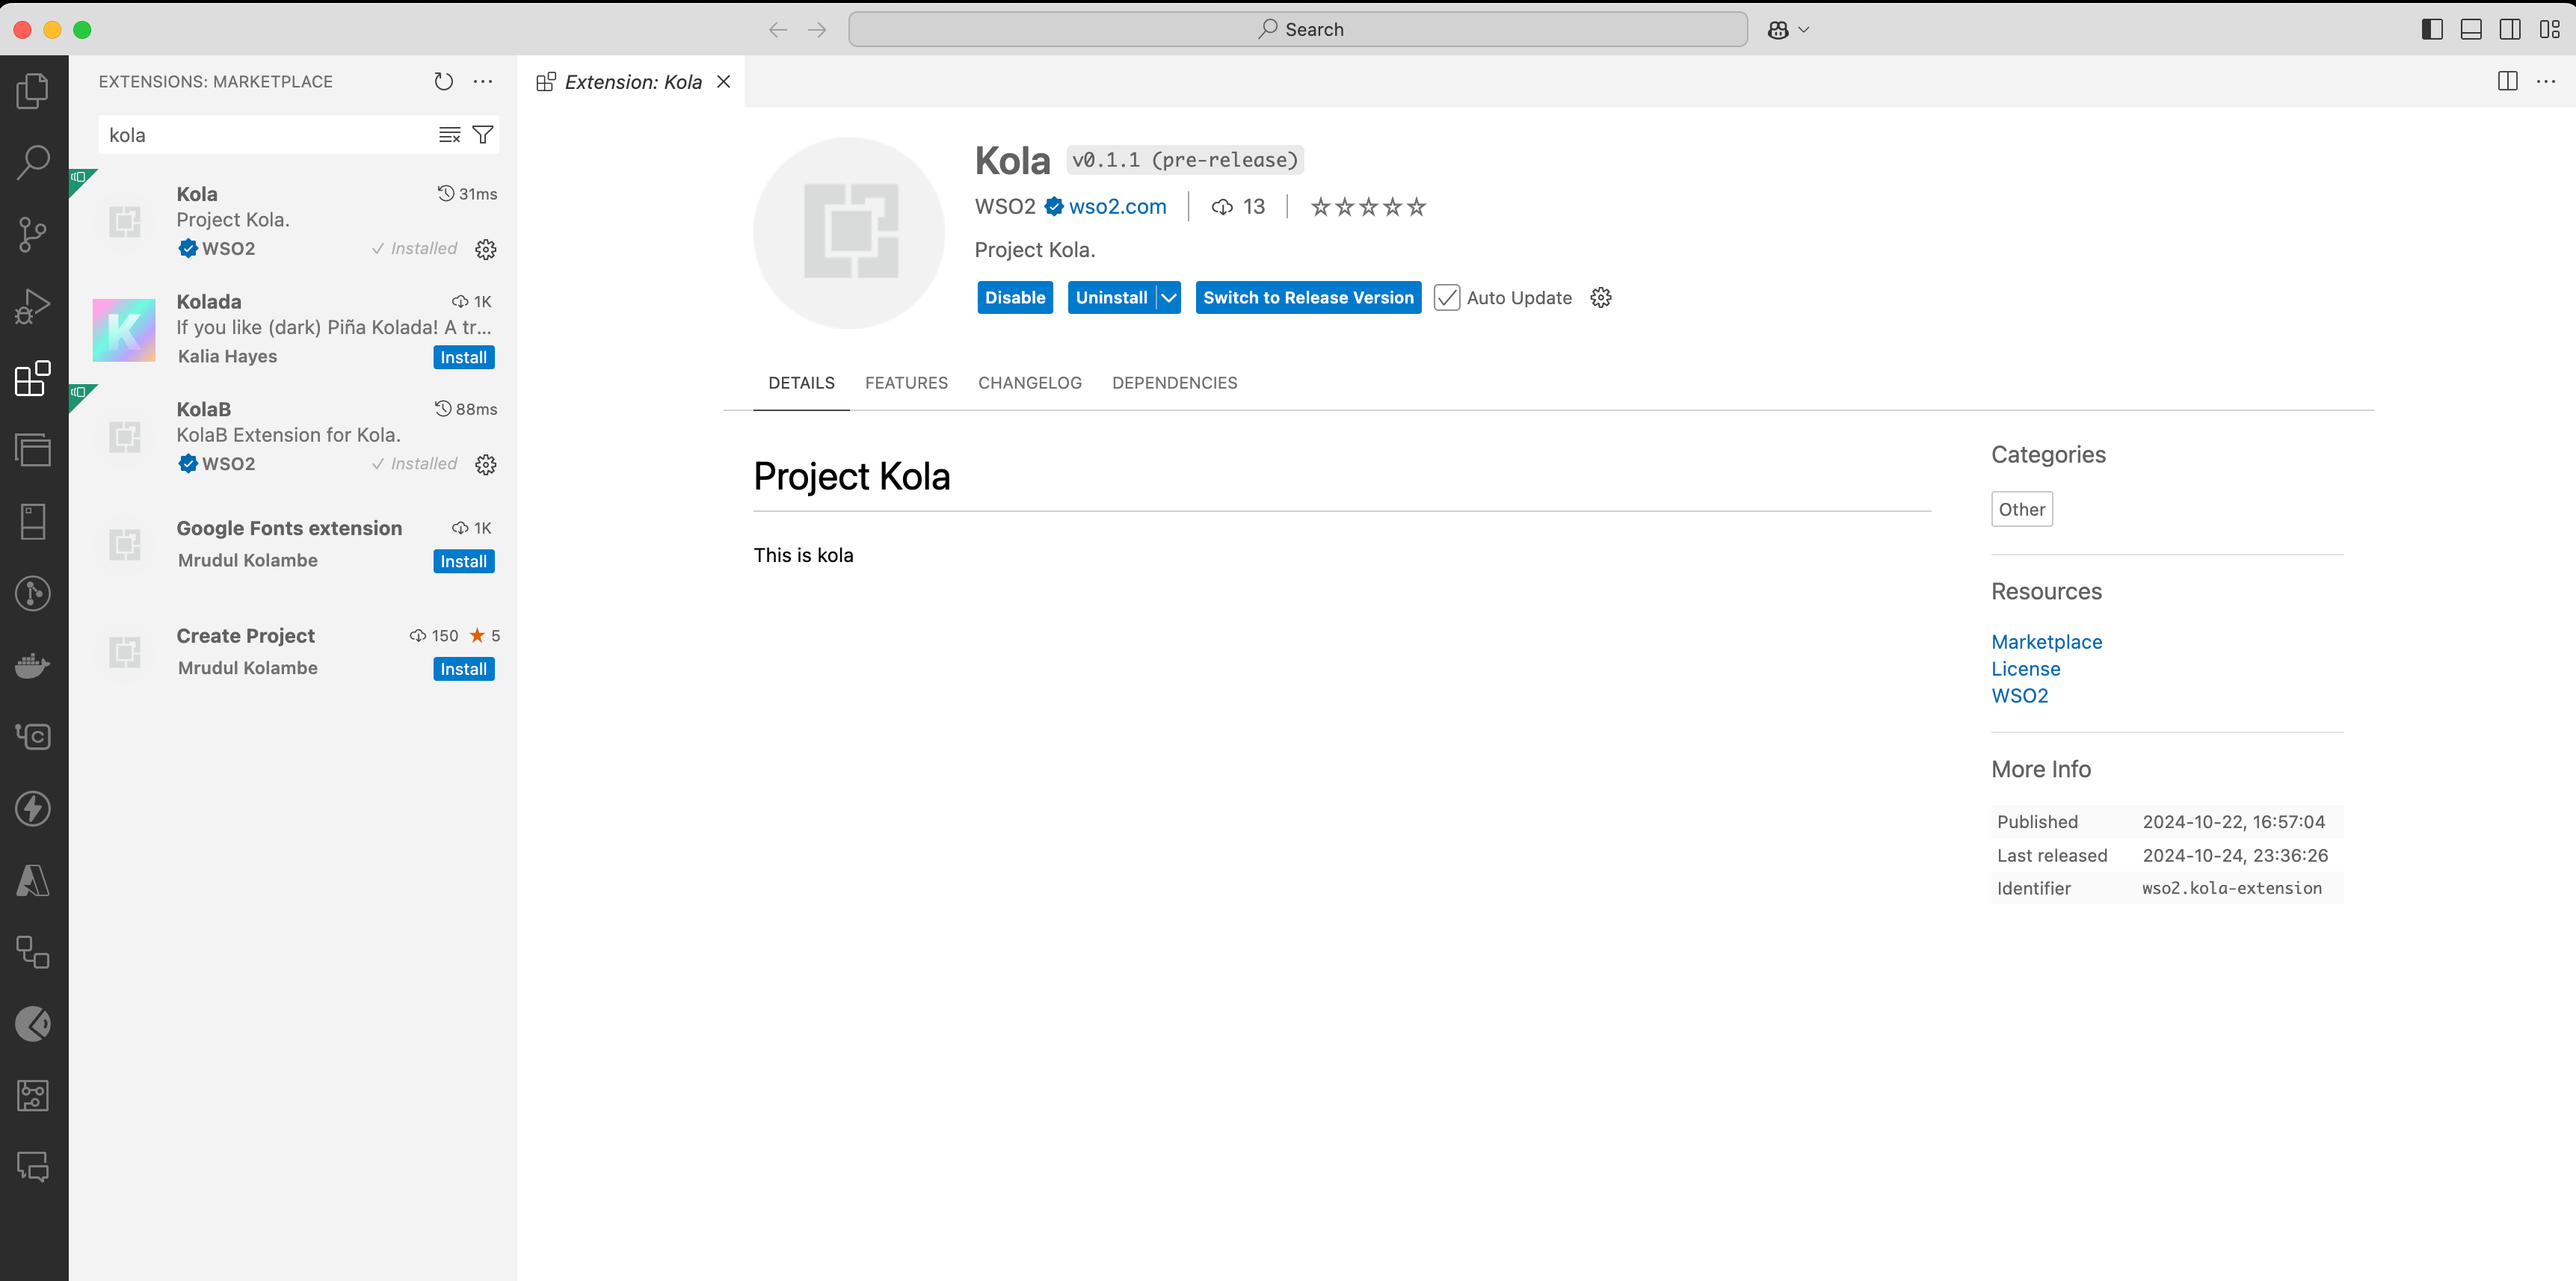 Search
EXTENSIONS: MARKETPLACE
kola
Kola
31ms
Project Kola.
WSO2
Installed
Kolada
1K
If you like (dark) Piña Kolada! A tr...
Kalia Hayes
Install
KolaB
88ms
KolaB Extension for Kola.
WSO2
Installed
Google Fonts extension
1K
Mrudul Kolambe
Install
Create Project
150 ★ 5
Mrudul Kolambe
Install
Extension: Kola
Kola v0.1.1 (pre-release)
WSO2 wso2.com | 13 |
Project Kola.
Disable Uninstall Switch to Release Version Auto Update
DETAILS FEATURES CHANGELOG DEPENDENCIES
Project Kola
This is kola
Categories
Other
Resources
Marketplace
License
WSO2
More Info
Published 2024-10-22, 16:57:04
Last released 2024-10-24, 23:36:26
Identifier wso2.kola-extension